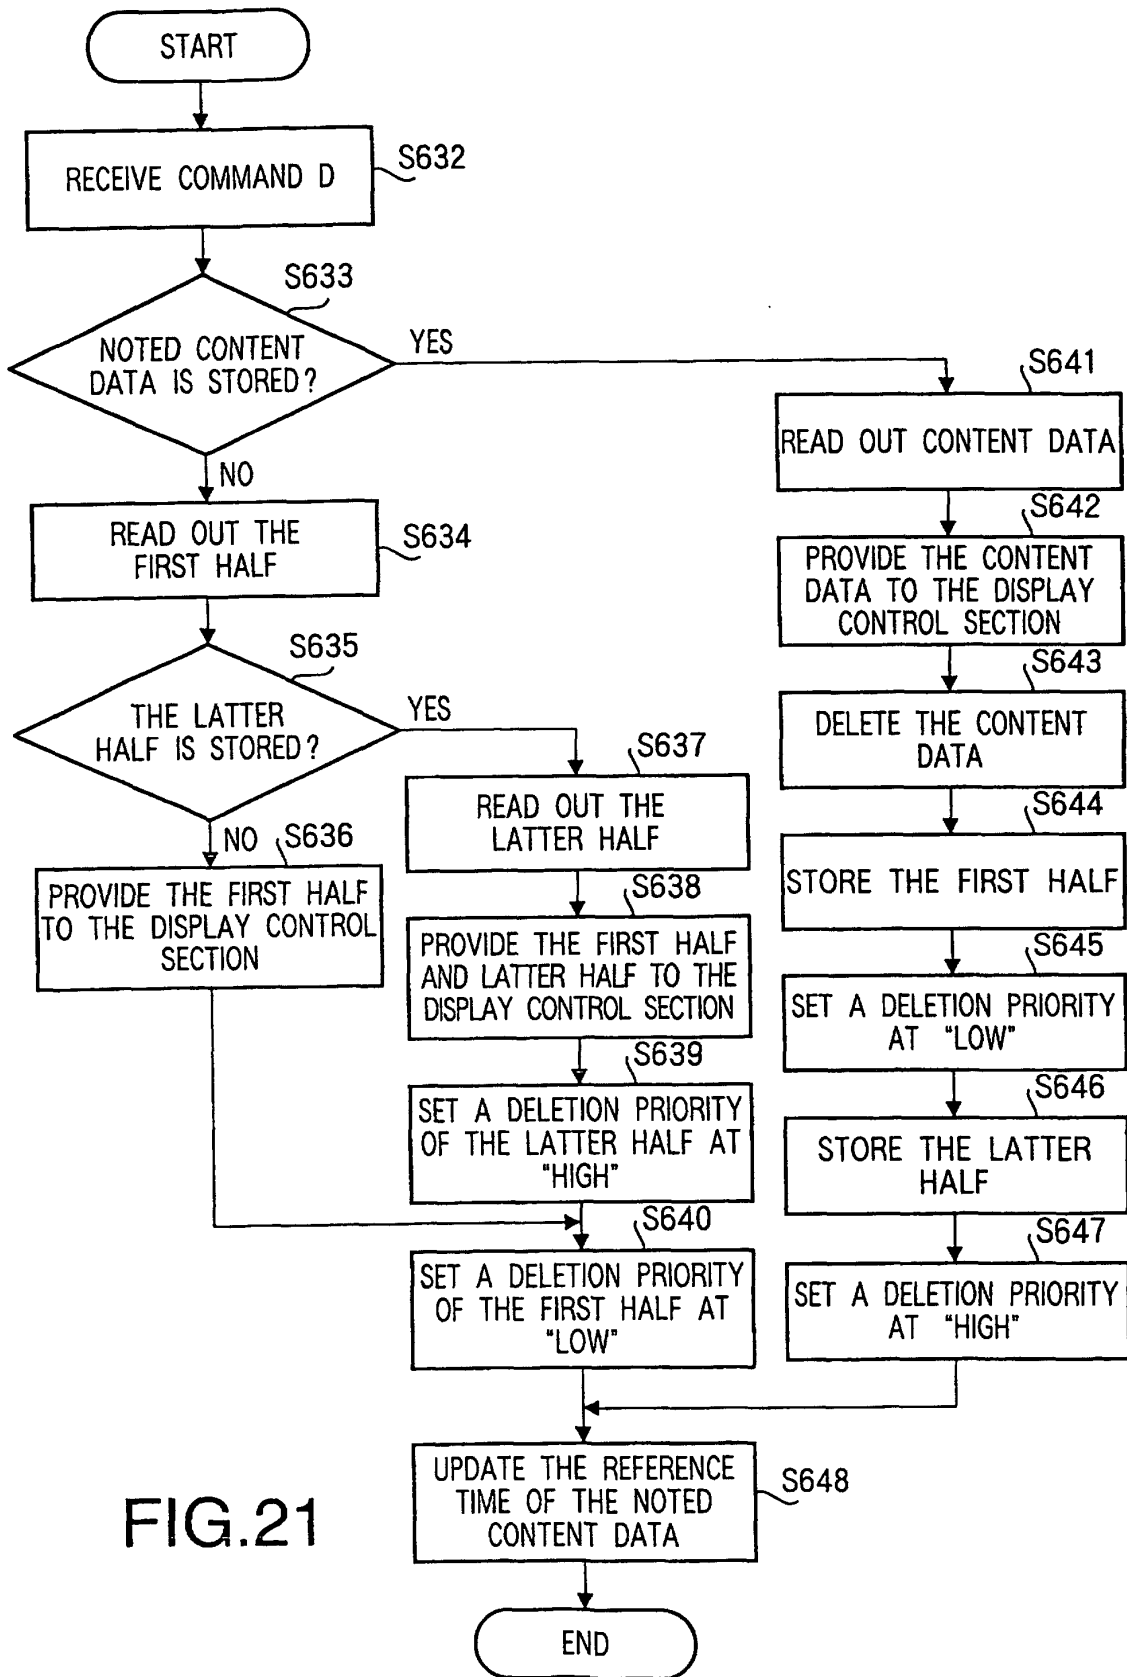 START
RECEIVE COMMAND D
S632
S633
NOTED CONTENT
DATA IS STORED?
YES
NO
READ OUT THE
FIRST HALF
S634
S635
THE LATTER
HALF IS STORED?
YES
NO
S636
PROVIDE THE FIRST HALF
TO THE DISPLAY CONTROL
SECTION
S637
READ OUT THE
LATTER HALF
S638
PROVIDE THE FIRST HALF
AND LATTER HALF TO THE
DISPLAY CONTROL SECTION
S639
SET A DELETION PRIORITY
OF THE LATTER HALF AT
"HIGH"
S640
SET A DELETION PRIORITY
OF THE FIRST HALF AT
"LOW"
S641
READ OUT CONTENT DATA
S642
PROVIDE THE CONTENT
DATA TO THE DISPLAY
CONTROL SECTION
S643
DELETE THE CONTENT
DATA
S644
STORE THE FIRST HALF
S645
SET A DELETION PRIORITY
AT "LOW"
S646
STORE THE LATTER
HALF
S647
SET A DELETION PRIORITY
AT "HIGH"
UPDATE THE REFERENCE
TIME OF THE NOTED
CONTENT DATA
S648
END
FIG.21